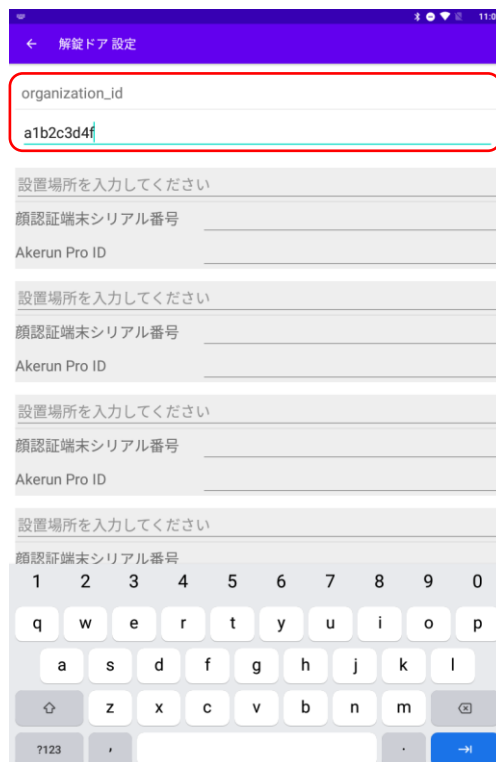 11:0
解錠ドア 設定
organization_id
a1b2c3d4f
設置場所を入力してください
顔認証端末シリアル番号
Akerun Pro ID
設置場所を入力してください
顔認証端末シリアル番号
Akerun Pro ID
設置場所を入力してください
顔認証端末シリアル番号
Akerun Pro ID
設置場所を入力してください
顔認証端末シリアル番号
1 2 3 4 5 6 7 8 9 0
q w e r t y u i o p
a s d f g h j k l
z x c v b n m
?123 , .